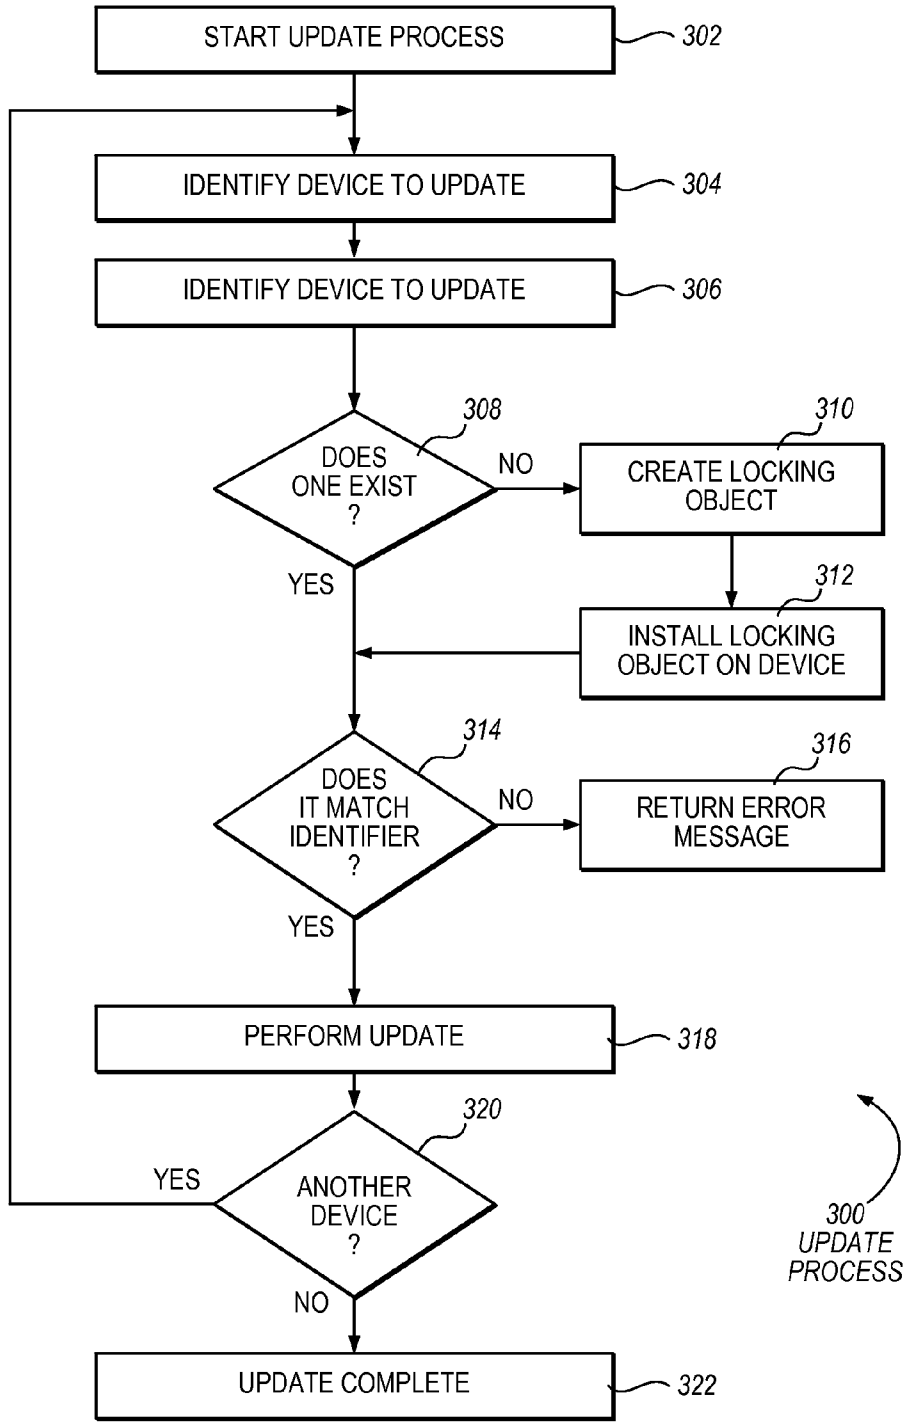 START UPDATE PROCESS
302
IDENTIFY DEVICE TO UPDATE
304
IDENTIFY DEVICE TO UPDATE
306
308
DOES
ONE EXIST
?
NO
YES
310
CREATE LOCKING
OBJECT
312
INSTALL LOCKING
OBJECT ON DEVICE
314
DOES
IT MATCH
IDENTIFIER
?
NO
YES
316
RETURN ERROR
MESSAGE
PERFORM UPDATE
318
320
ANOTHER
DEVICE
?
YES
NO
300
UPDATE
PROCESS
UPDATE COMPLETE
322